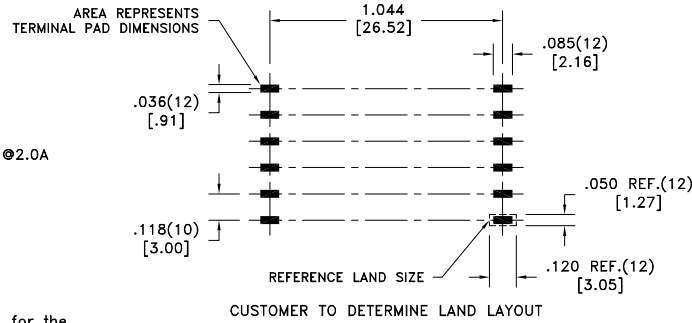 AREA REPRESENTS
TERMINAL PAD DIMENSIONS
1.044
[26.52]
.085(12)
[2.16]
.036(12)
[.91]
@2.0A
.050 REF.(12)
[1.27]
.118(10)
[3.00]
.120 REF.(12)
[3.05]
REFERENCE LAND SIZE
CUSTOMER TO DETERMINE LAND LAYOUT
for the